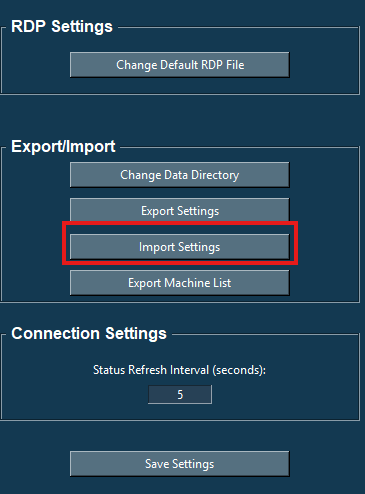 RDP Settings
Change Default RDP File
Export/Import
Change Data Directory
Export Settings
Import Settings
Export Machine List
Connection Settings
Status Refresh Interval (seconds):
5
Save Settings